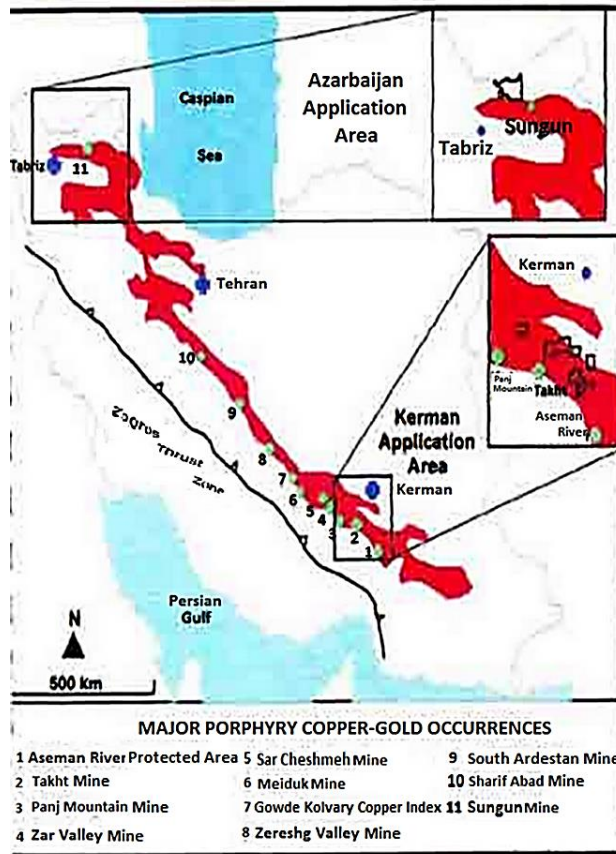 Caspian
Sea
Azarbaijan
Application
Area
Sungun
Tabriz
Tabriz
11
Tehran
Kerman
Panj
Mountain
Takht
Aseman
River
10
9
8
7
6
5
4
3
2
1
Kerman
Application
Area
Kerman
Zagros
Thrust
Zone
Persian
Gulf
N
500 Km
MAJOR PORPHYRY COPPER-GOLD OCCURRENCES
1 Aseman River Protected Area
2 Takht Mine
3 Panj Mountain Mine
4 Zar Valley Mine
5 Sar Cheshmeh Mine
6 Meiduk Mine
7 Gowde Kolvary Copper Index
8 Zereshg Valley Mine
9 South Ardestan Mine
10 Sharif Abad Mine
11 Sungun Mine